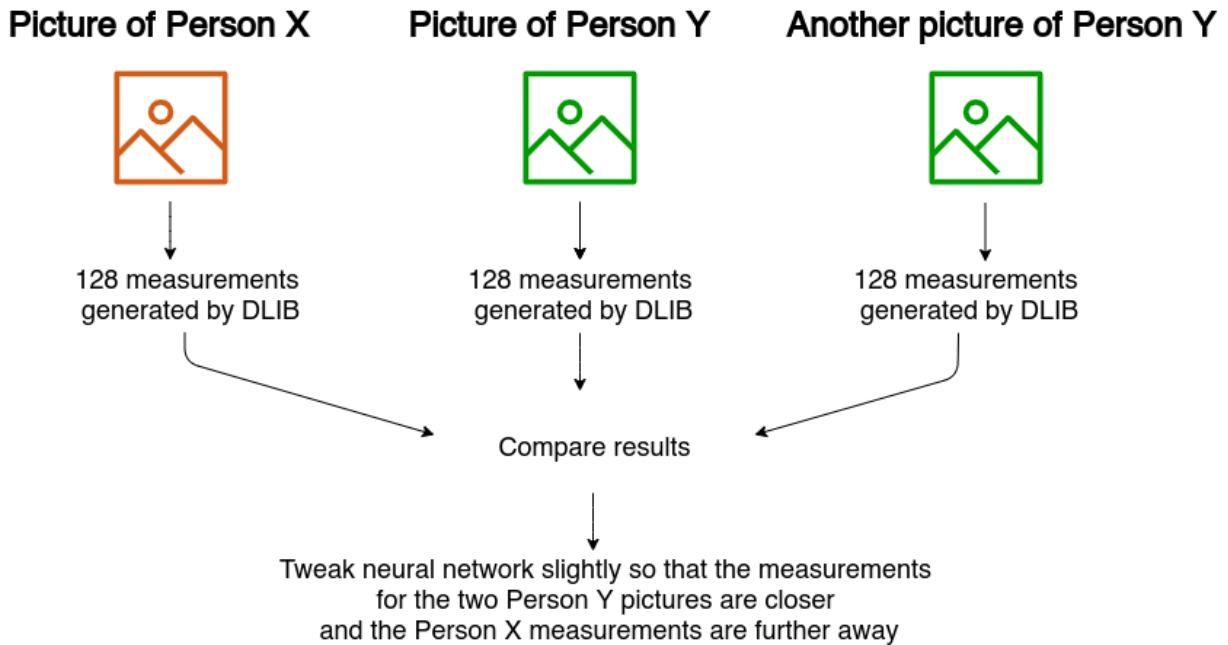 Picture of Person X
Picture of Person Y
Another picture of Person Y
128 measurements
generated by DLIB
128 measurements
generated by DLIB
128 measurements
generated by DLIB
Compare results
Tweak neural network slightly so that the measurements
for the two Person Y pictures are closer
and the Person X measurements are further away